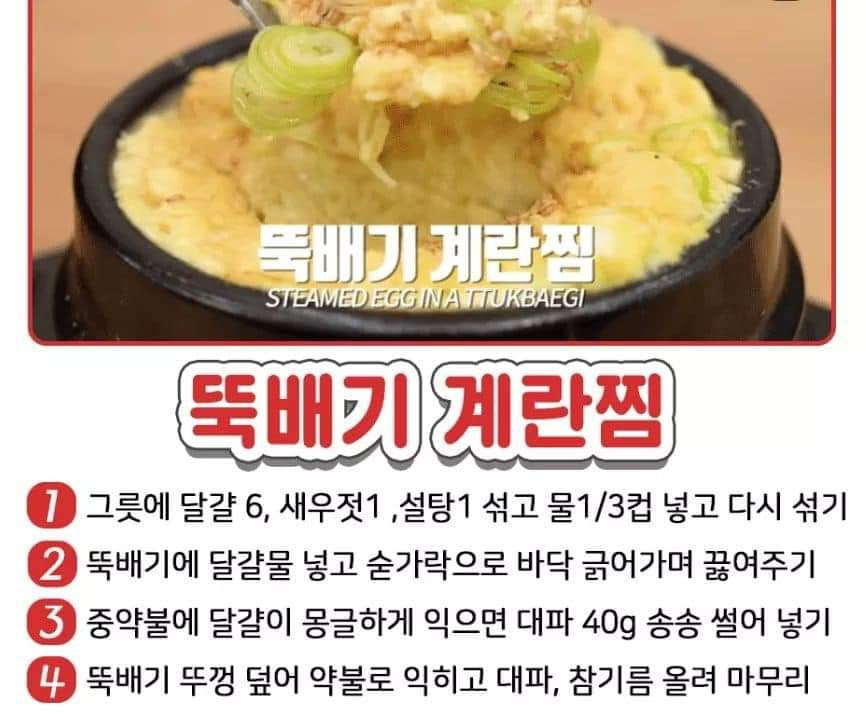 뚝배기 계란찜
STEAMED EGG IN A TTUKBAEGI
뚝배기 계란찜
1 그릇에 달걀 6, 새우젓1 ,설탕1 섞고 물1/3컵 넣고 다시 섞기
2 뚝배기에 달걀물 넣고 숟가락으로 바닥 긁어가며 끓여주기
3 중약불에 달걀이 몽글하게 익으면 대파 40g 송송 썰어 넣기
4 뚝배기 뚜껑 덮어 약불로 익히고 대파, 참기름 올려 마무리